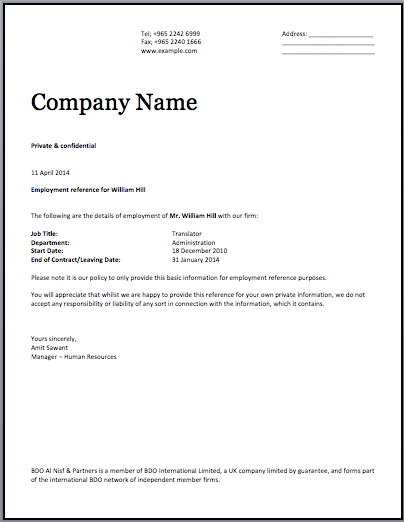 Tel; +965 2242 6999
Address: ___________________
Fax; +965 2240 1666
www.example.com
Company Name
Private & confidential
11 April 2014
Employment reference for William Hill
The following are the details of employment of Mr. William Hill with our firm:
Job Title: Translator
Department: Administration
Start Date: 18 December 2010
End of Contract/Leaving Date: 31 January 2014
Please note it is our policy to only provide this basic information for employment reference purposes.
You will appreciate that whilst we are happy to provide this reference for your own private information, we do not
accept any responsibility or liability of any sort in connection with the information, which it contains.
Yours sincerely,
Amit Sawant
Manager – Human Resources
BDO Al Nisf & Partners is a member of BDO International Limited, a UK company limited by guarantee, and forms part
of the international BDO network of independent member firms.